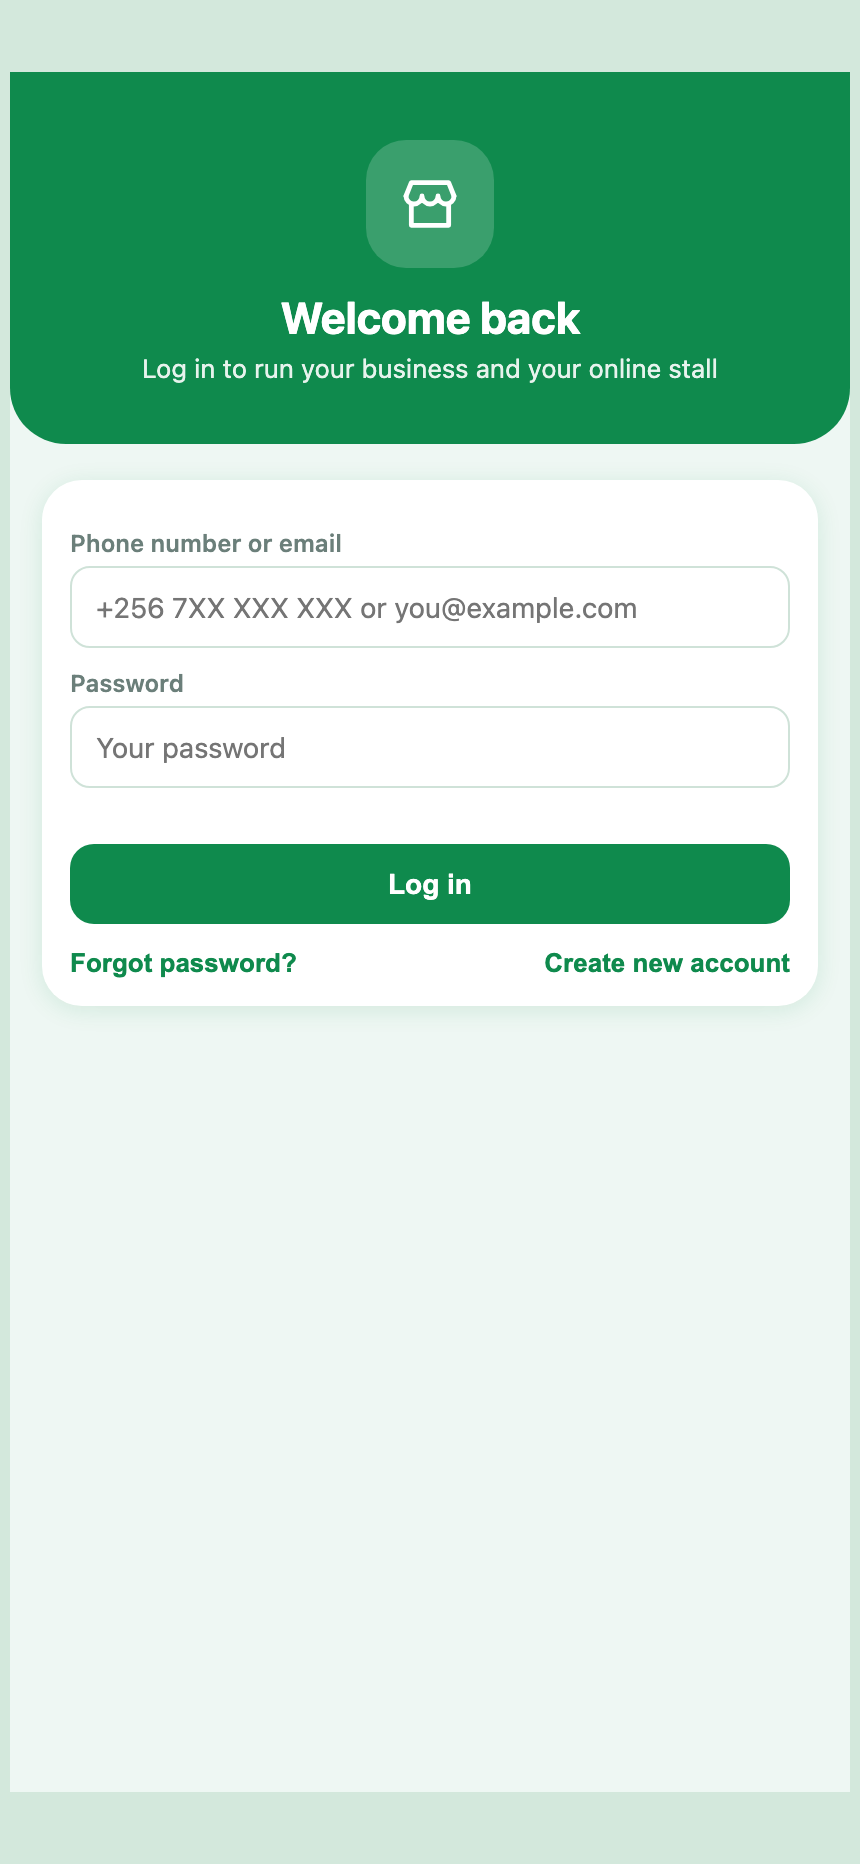 Welcome back
Log in to run your business and your online stall
Phone number or email
+256 7XX XXX XXX or you@example.com
Password
Your password
Log in
Forgot password?
Create new account